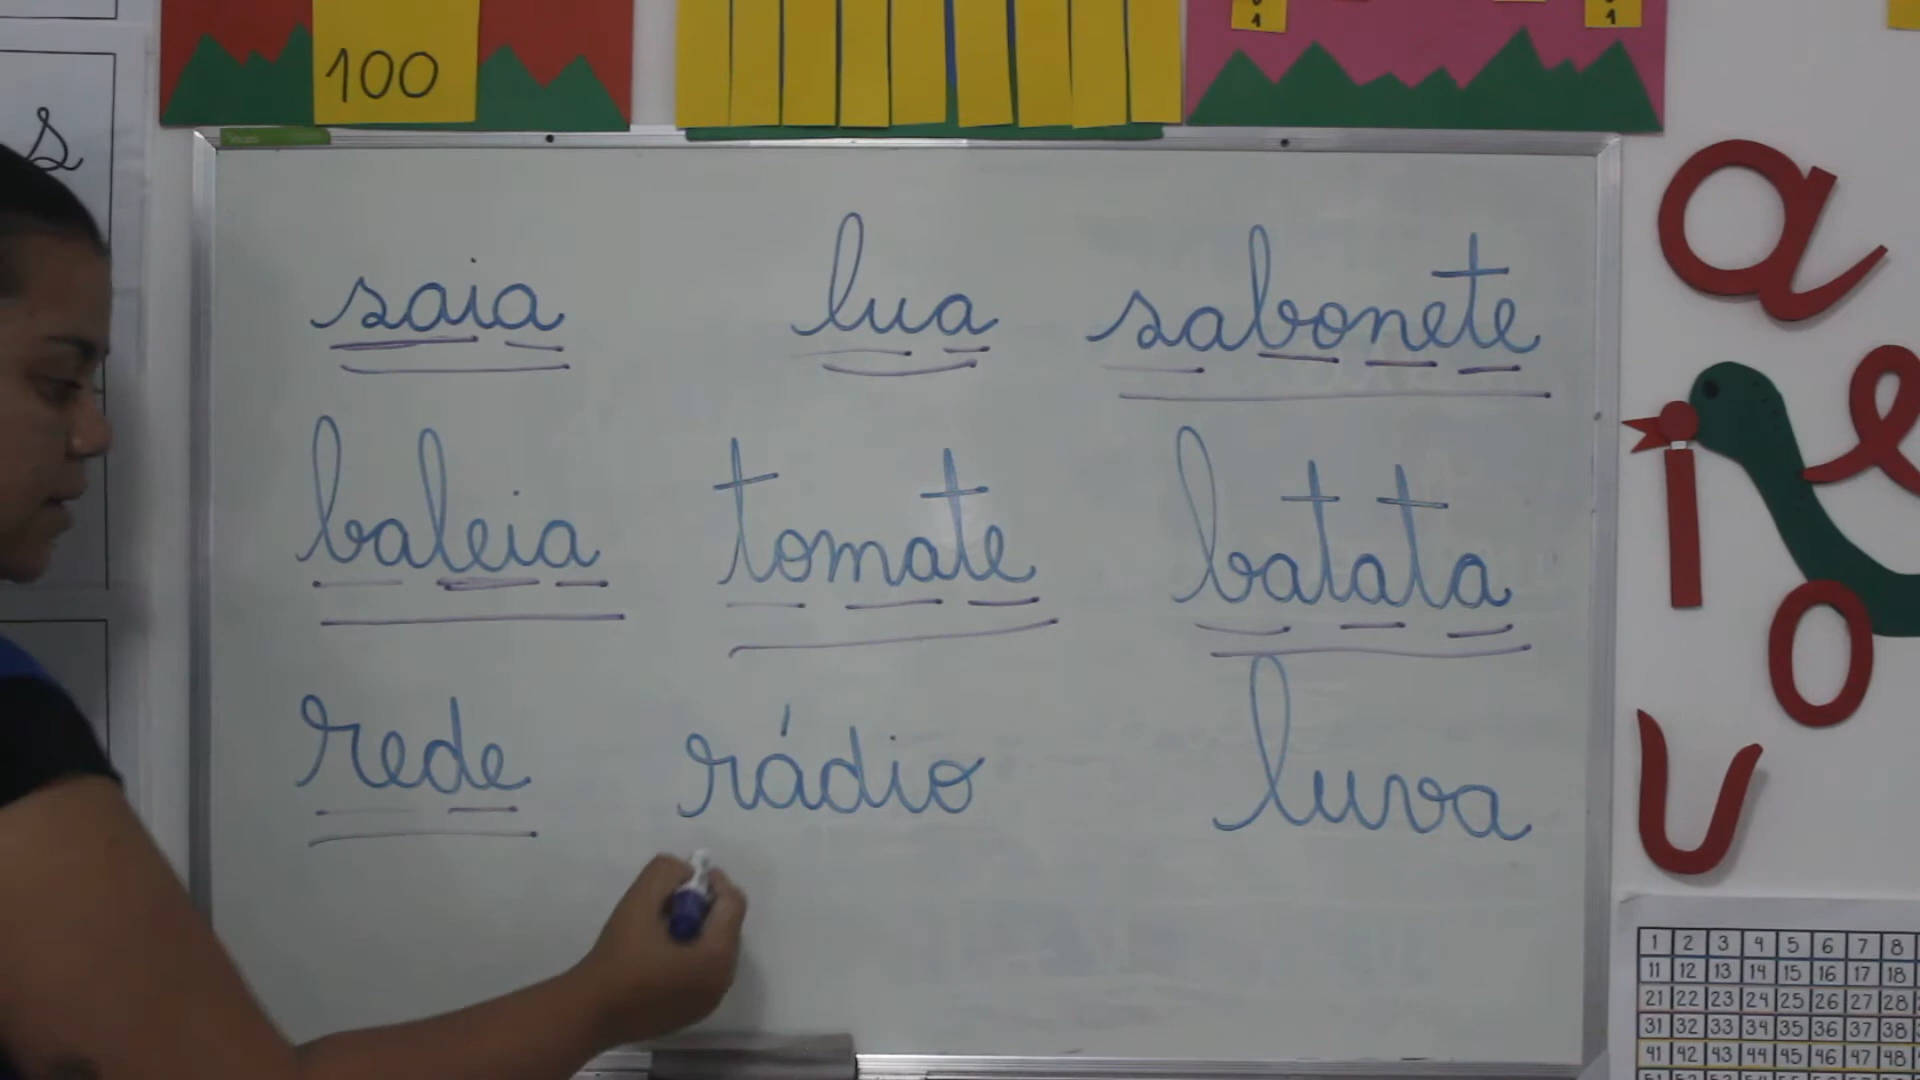 100
s
a
saia lua sabonete
e
i
baleia tomate batata
o
rede rádio luva
u
1 2 3 4 5 6 7 8
11 12 13 14 15 16 17 18
21 22 23 24 25 26 27 28
31 32 33 34 35 36 37 38
41 42 43 44 45 46 47 48